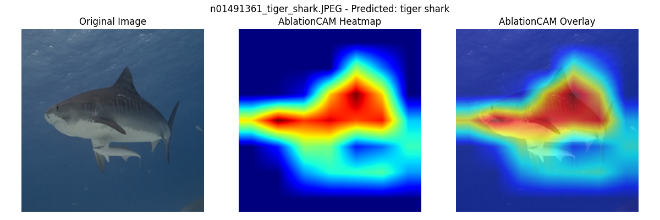 n01491361_tiger_shark.JPEG - Predicted: tiger shark
Original Image
AblationCAM Heatmap
AblationCAM Overlay